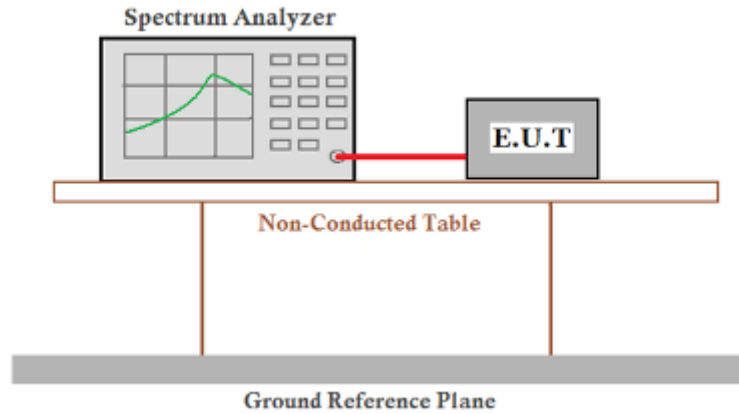 Spectrum Analyzer
E.U.T
Non-Conducted Table
Ground Reference Plane